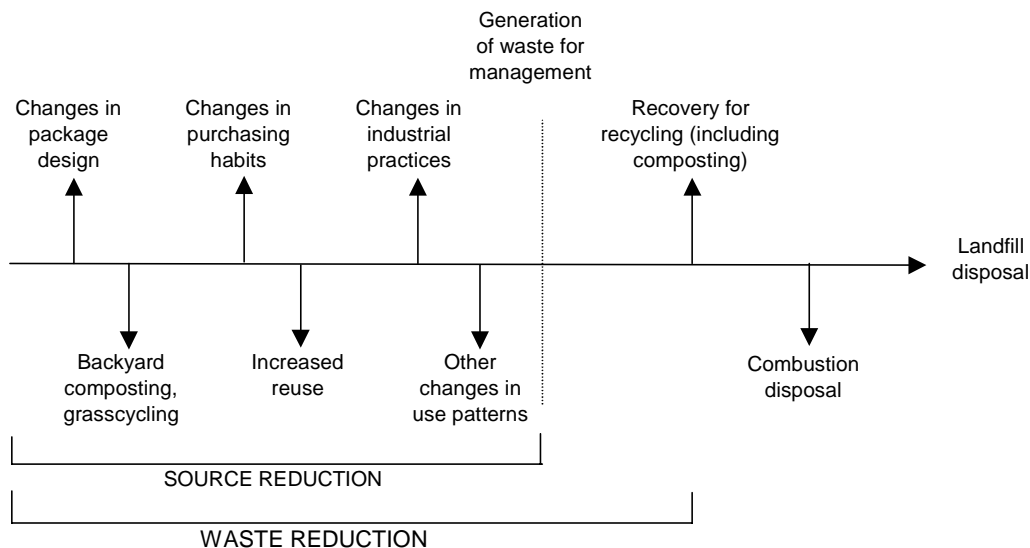 Generation
of waste for
management
Changes in
package
design
Changes in
purchasing
habits
Changes in
industrial
practices
Recovery for
recycling (including
composting)
Landfill
disposal
Backyard
composting,
grasscycling
Increased
reuse
Other
changes in
use patterns
Combustion
disposal
SOURCE REDUCTION
WASTE REDUCTION